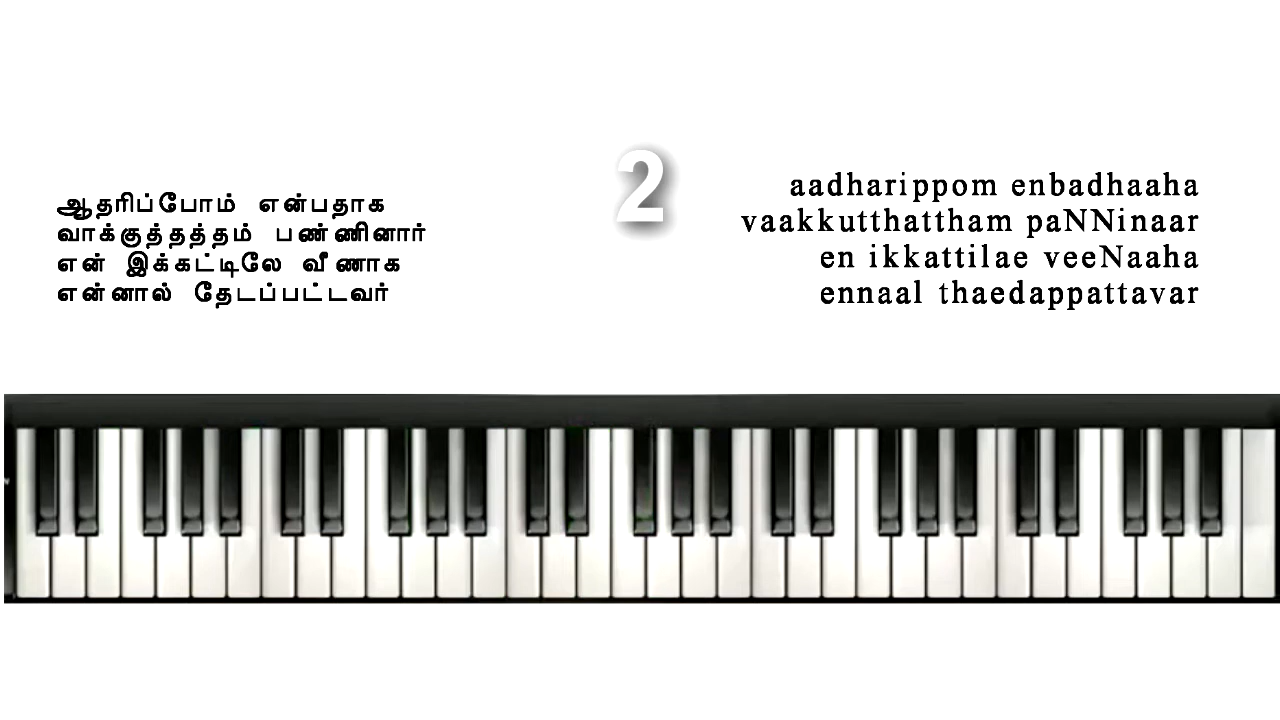 ஆதரிப்போம் என்பதாக
வாக்குத்தத்தம் பண்ணினார்
என் இக்கட்டிலே வீணாக
என்னால் தேடப்பட்டவர்
2
aadharippom enbadhaaha
vaakkutthattham paNNinaar
en ikkattilae veeNaaha
ennaal thaedappattavar